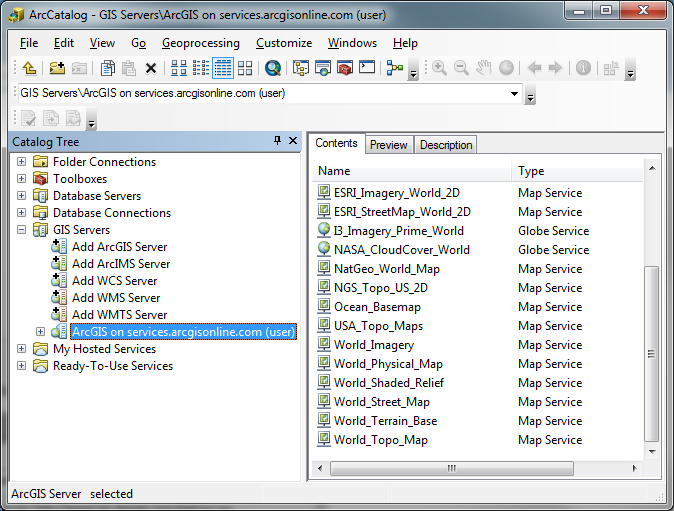 ArcCatalog - GIS Servers\ArcGIS on services.arcgisonline.com (user)
File Edit View Go Geoprocessing Customize Windows Help
GIS Servers\ArcGIS on services.arcgisonline.com (user)
Catalog Tree
Folder Connections
Toolboxes
Database Servers
Database Connections
GIS Servers
Add ArcGIS Server
Add ArcIMS Server
Add WCS Server
Add WMS Server
Add WMTS Server
ArcGIS on services.arcgisonline.com (user)
My Hosted Services
Ready-To-Use Services
Contents Preview Description
Name Type
ESRI_Imagery_World_2D Map Service
ESRI_StreetMap_World_2D Map Service
I3_Imagery_Prime_World Globe Service
NASA_CloudCover_World Globe Service
NatGeo_World_Map Map Service
NGS_Topo_US_2D Map Service
Ocean_Basemap Map Service
USA_Topo_Maps Map Service
World_Imagery Map Service
World_Physical_Map Map Service
World_Shaded_Relief Map Service
World_Street_Map Map Service
World_Terrain_Base Map Service
World_Topo_Map Map Service
ArcGIS Server selected